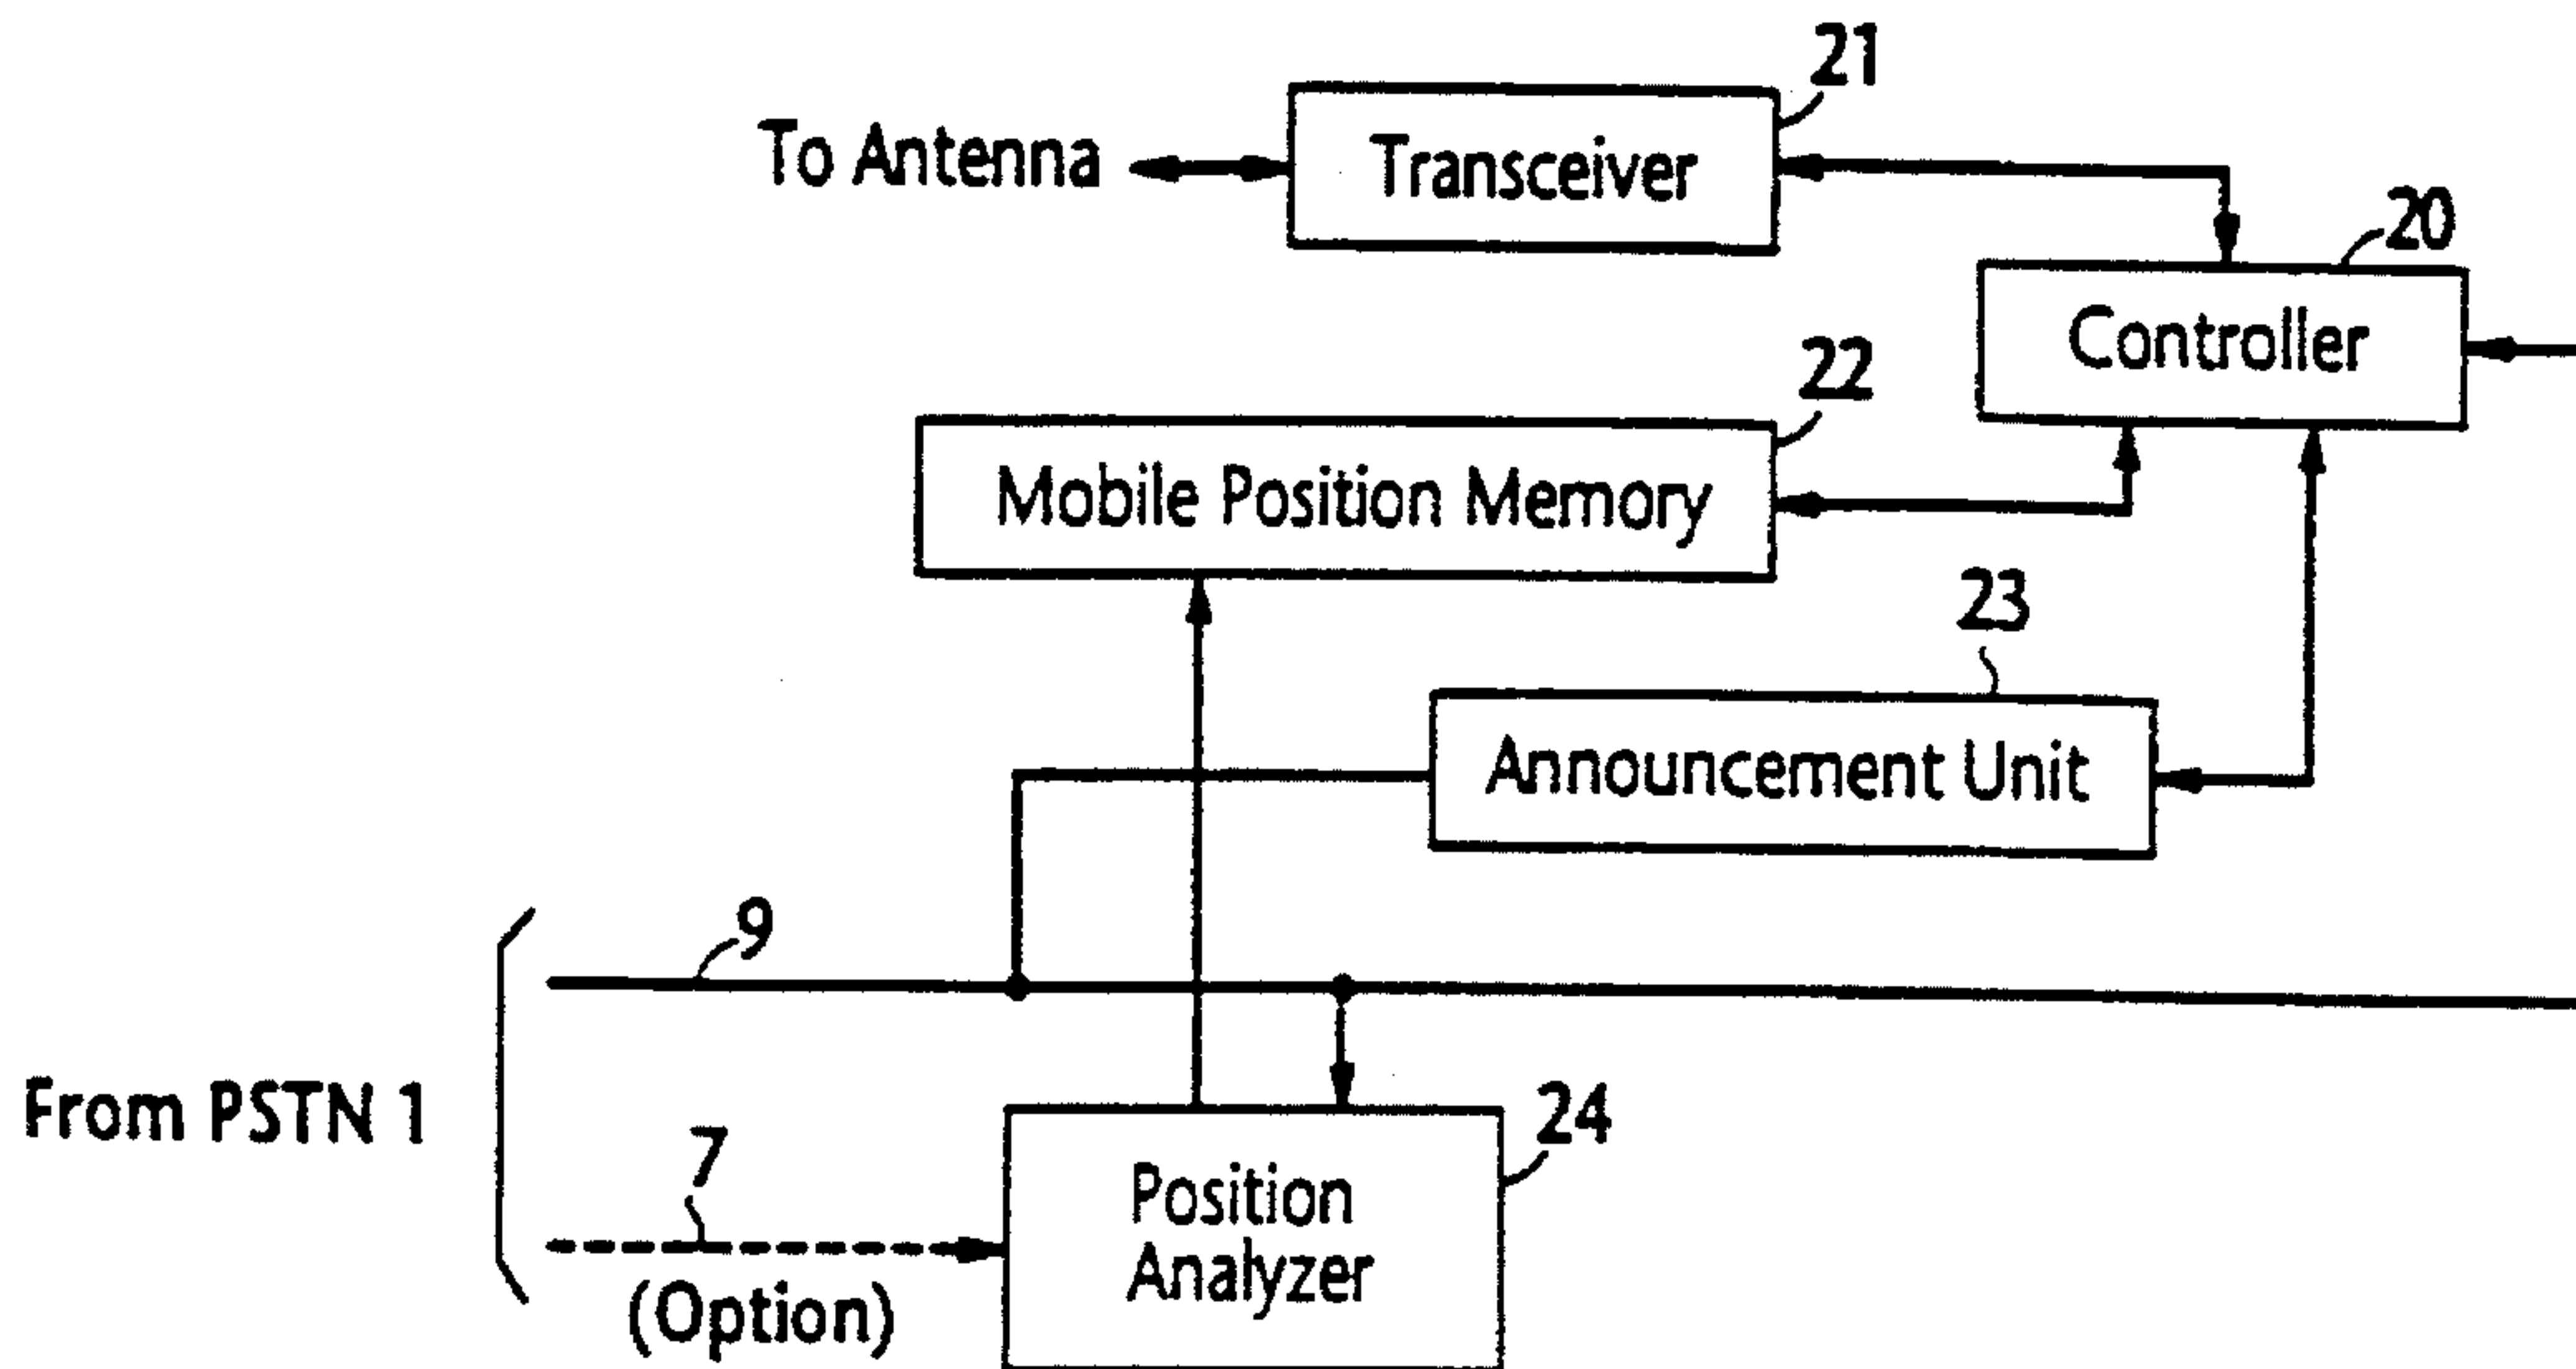 21
To Antenna
Transceiver
20
Controller
22
Mobile Position Memory
23
Announcement Unit
9
From PSTN 1
7
(Option)
24
Position
Analyzer